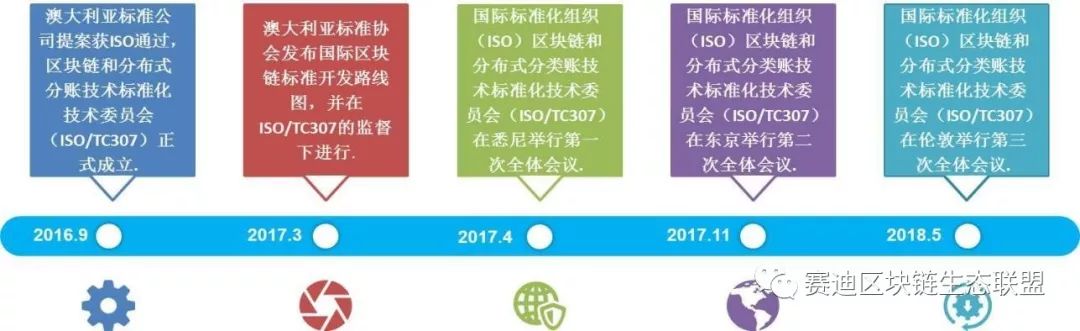 澳大利亚标准公
司提案获ISO通过，
区块链和分布式
分账技术标准化
技术委员会
（ISO/TC307）正
式成立.
澳大利亚标准协
会发布国际区块
链标准开发路线
图，并在
ISO/TC307的监督
下进行.
国际标准化组织
（ISO）区块链和
分布式分类账技
术标准化技术委
员会（ISO/TC307)
在悉尼举行第一
次全体会议.
国际标准化组织
（ISO）区块链和
分布式分类账技
术标准化技术委
员会（ISO/TC307)
在东京举行第二
次全体会议.
国际标准化组织
（ISO）区块链和
分布式分类账技
术标准化技术委
员会（ISO/TC307)
在伦敦举行第三
次全体会议.
2016.9
2017.3
2017.4
2017.11
2018.5
赛迪区块链生态联盟